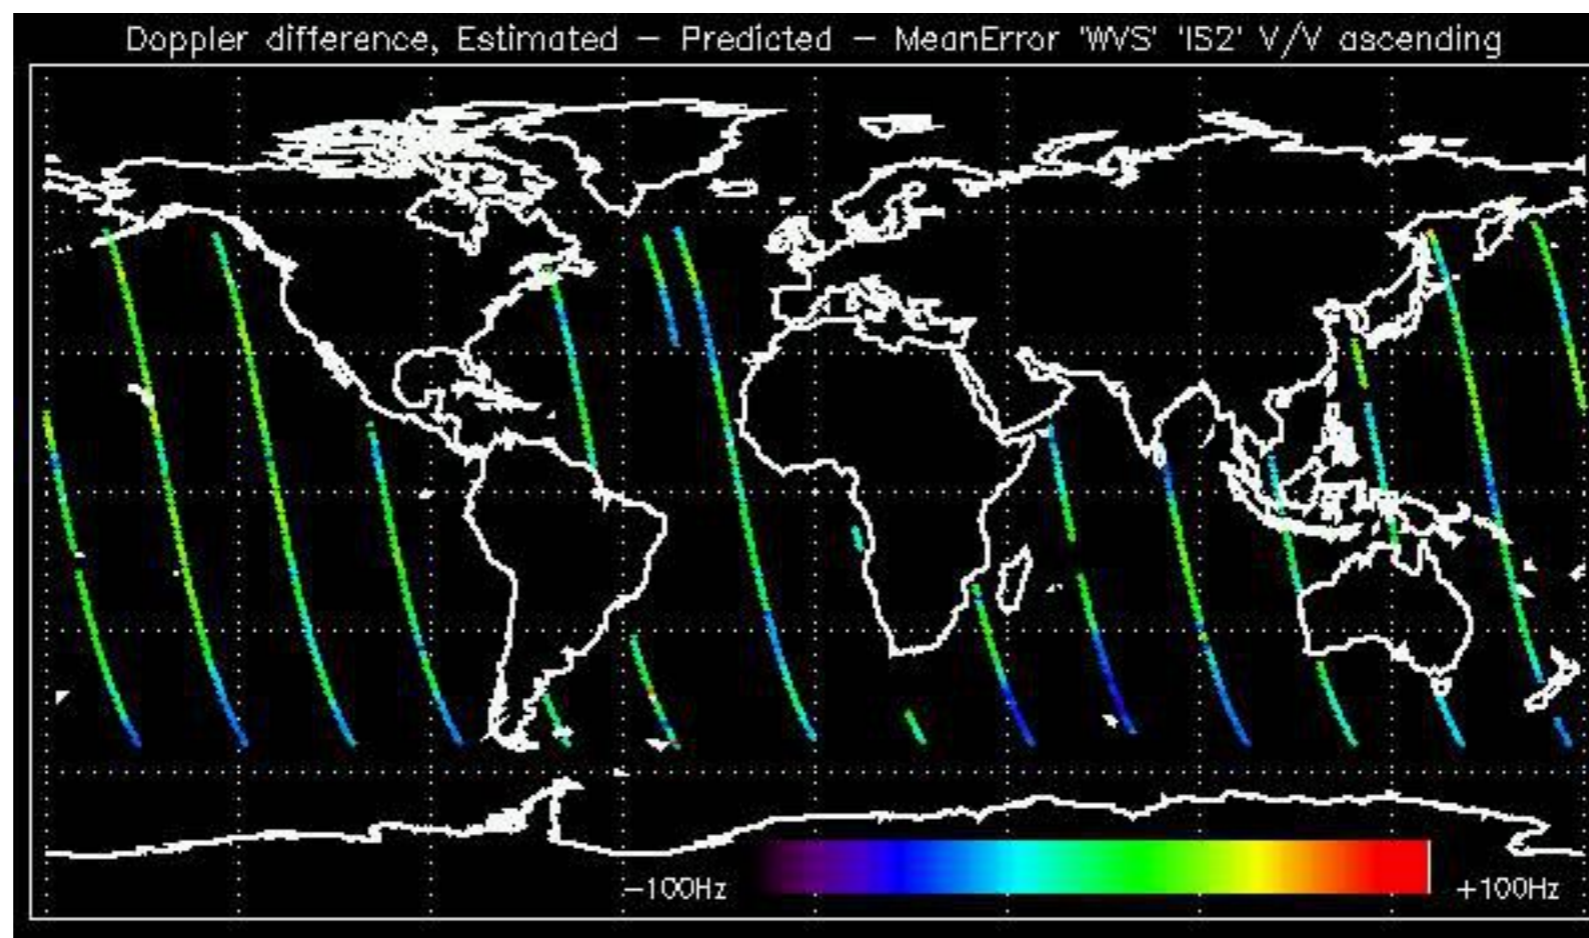 Doppler difference, Estimated – Predicted – MeanError 'WVS' 'IS2' V/V ascending
–100Hz
+100Hz